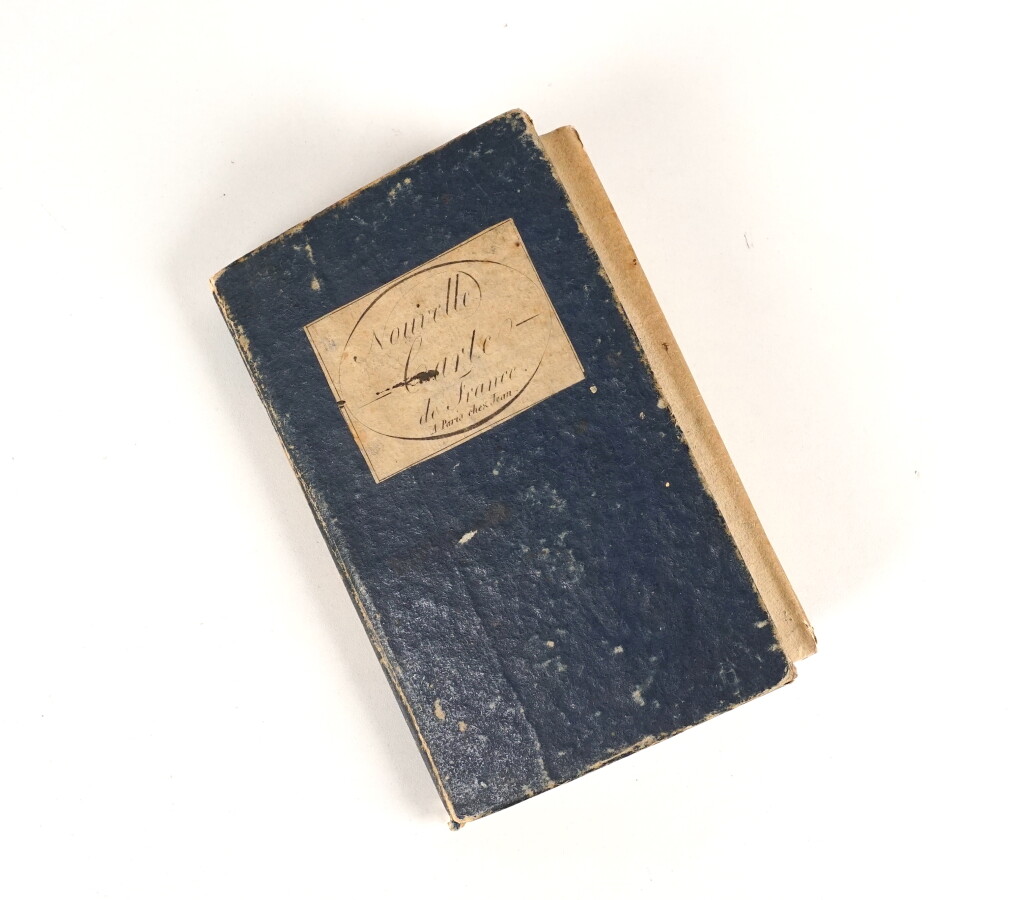 Nouvelle
Carte
de France.
A Paris chez Jean